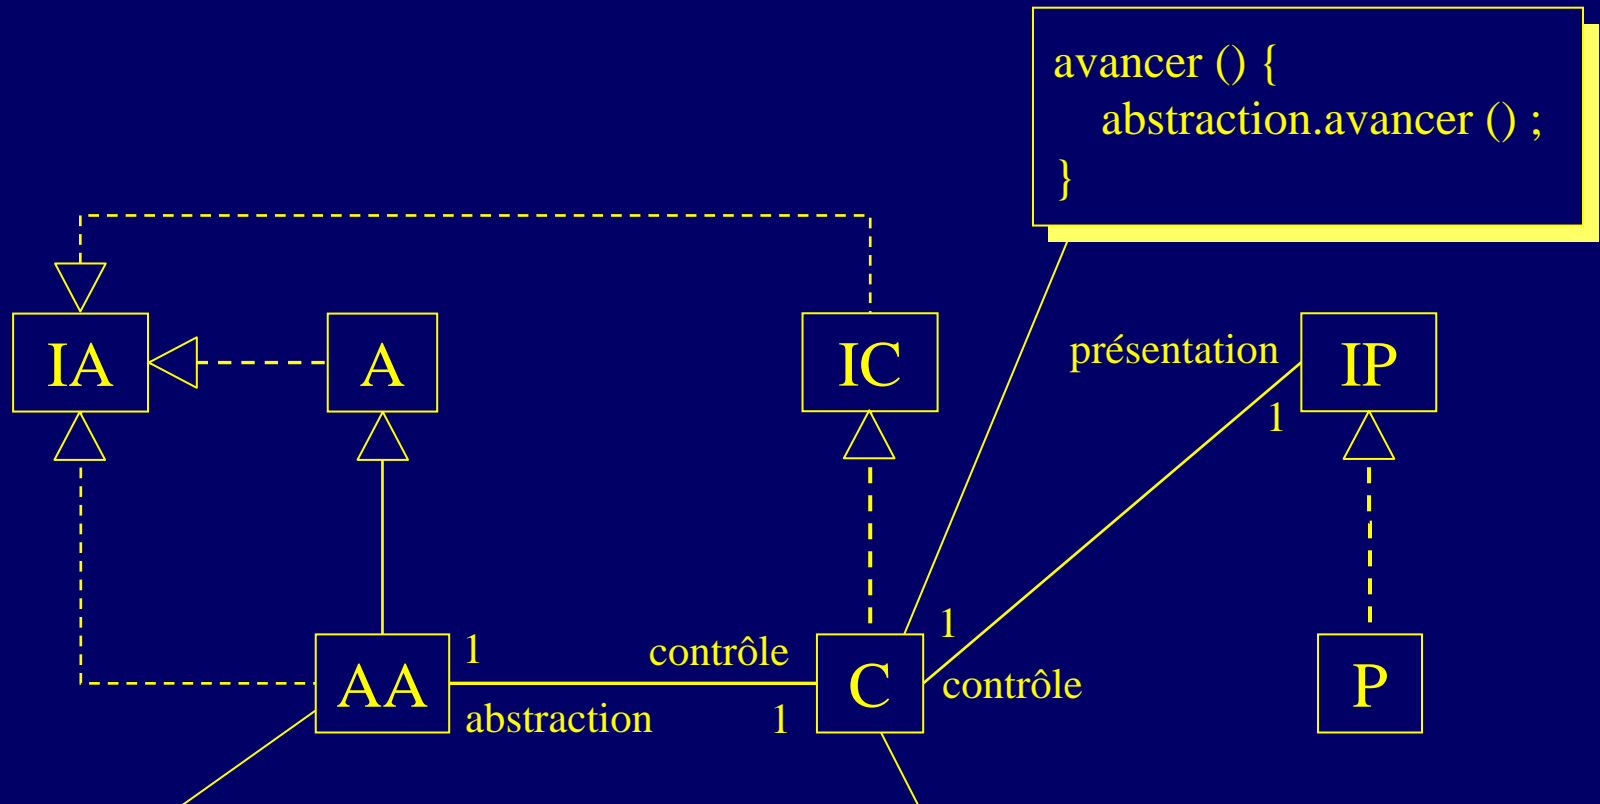 avancer () {
abstraction.avancer () ;
}
IA
A
IC
présentation
IP
1
1
contrôle
1
AA
contrôle
C
abstraction
1
P